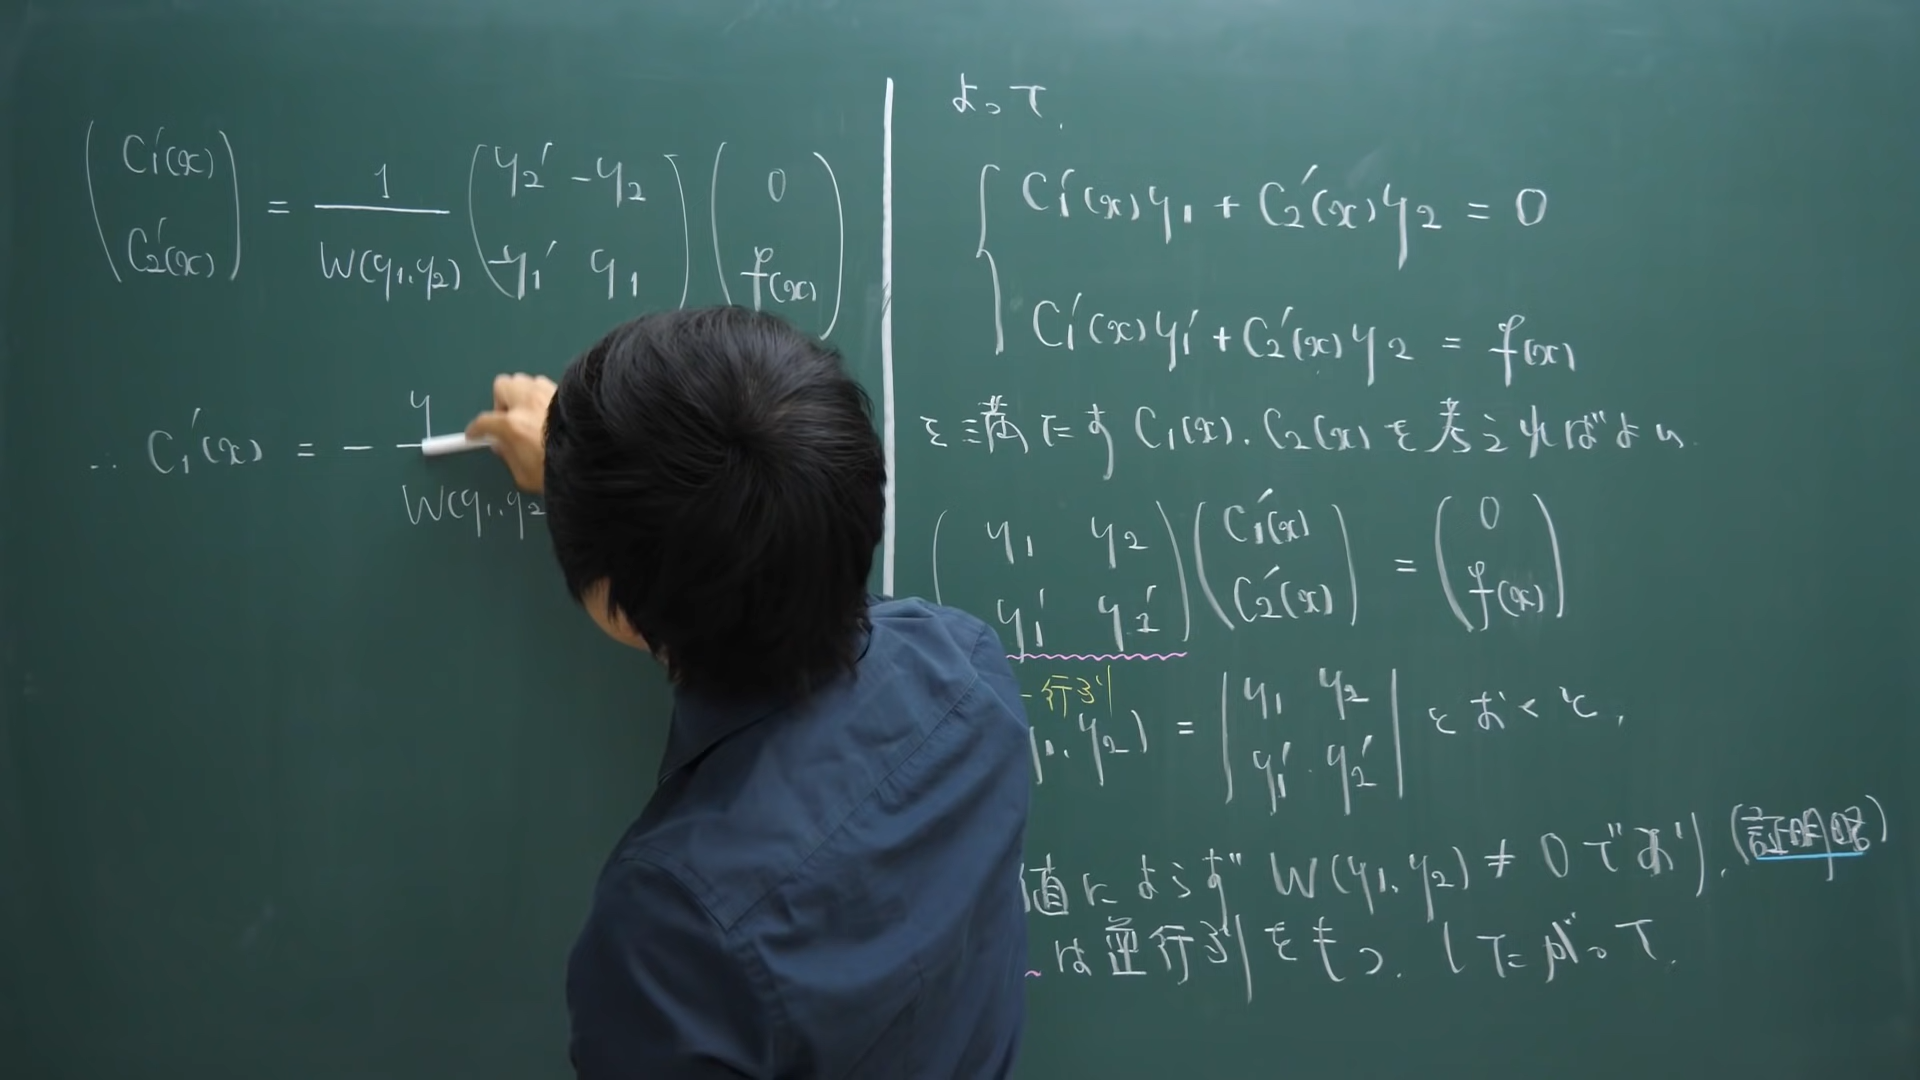 (C₁'(x) C₂'(x)) = 1/W(y₁,y₂) (y₂' -y₂ -y₁' y₁) (0 f(x))
∴ C₁'(x) = - y/W(y₁,y₂
よって,
C₁'(x)y₁ + C₂'(x)y₂ = 0
C₁'(x)y₁' + C₂'(x)y₂ = f(x)
を満たす C₁(x), C₂(x)を考えればよい.
(y₁ y₂ y₁' y₂') (C₁'(x) C₂'(x)) = (0 f(x))
行列
y₁,y₂) = |y₁ y₂ y₁' y₂'| とおくと,
値によらず W(y₁,y₂) ≠ 0 であり, (証明略)
は逆行列をもつ. したがって,